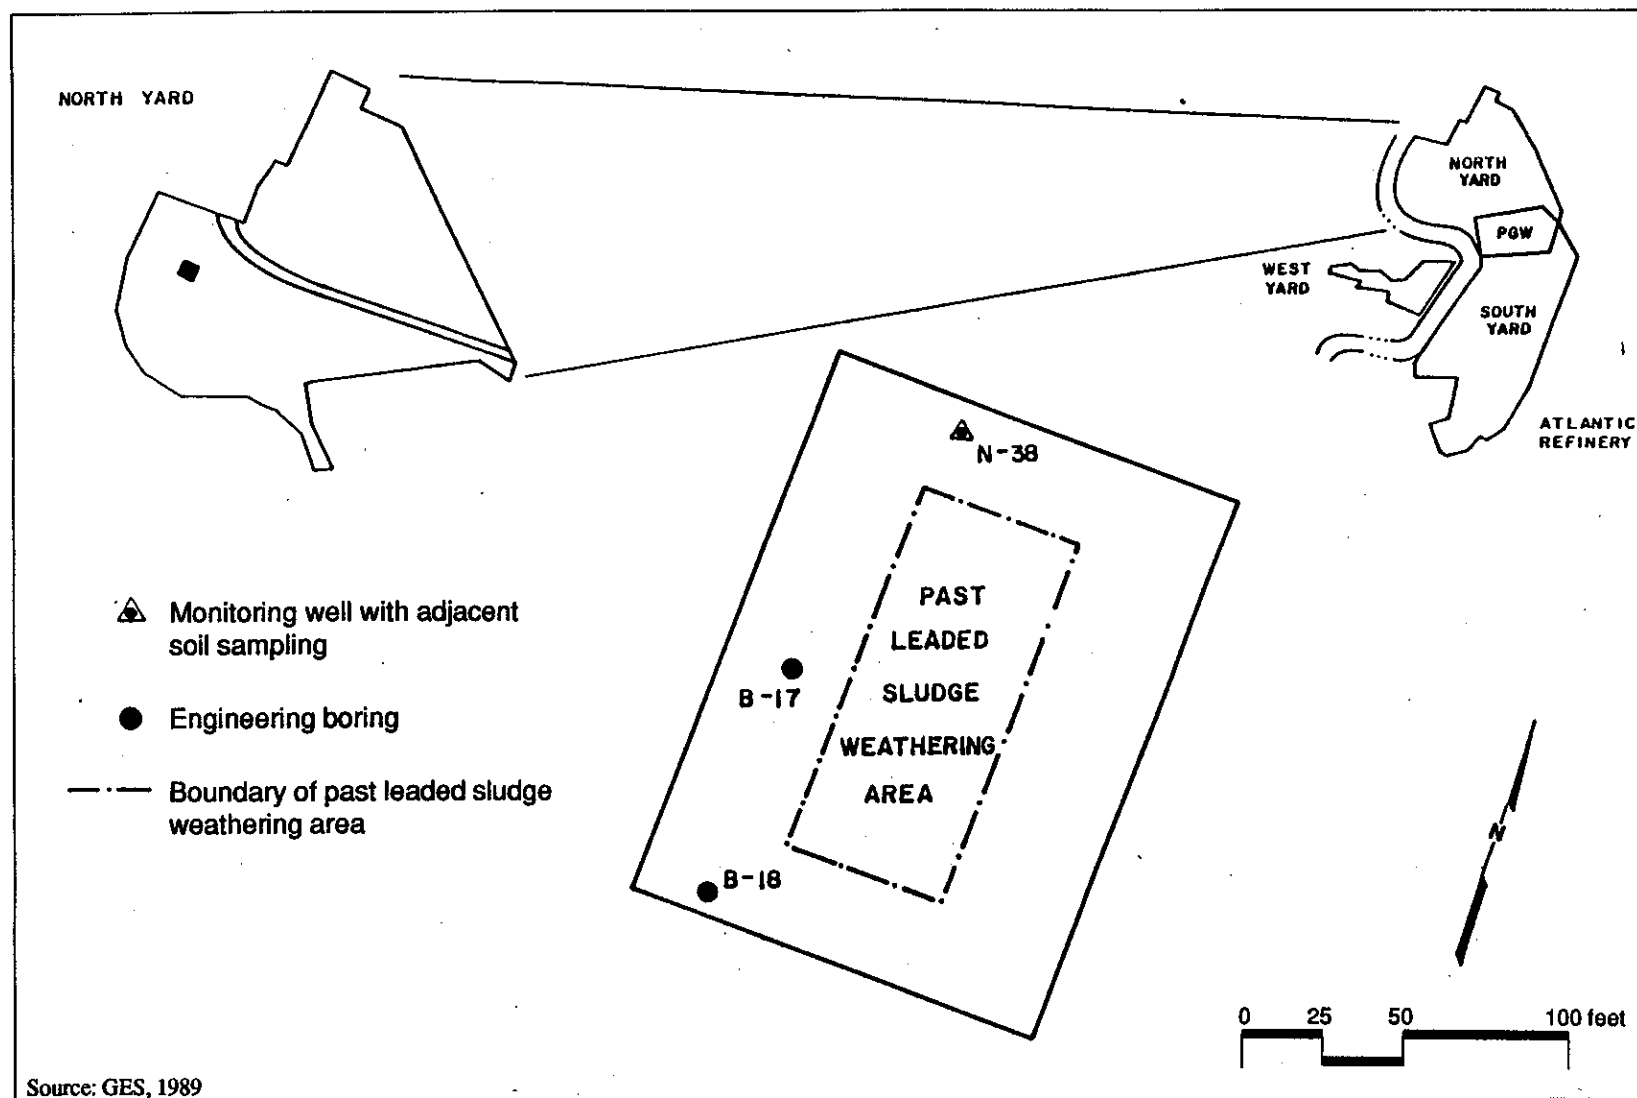 NORTH YARD
NORTH
YARD
PGW
WEST
YARD
SOUTH
YARD
ATLANTIC
REFINERY
N-38
PAST
LEADED
SLUDGE
WEATHERING
AREA
B-17
B-18
Monitoring well with adjacent
soil sampling
Engineering boring
Boundary of past leaded sludge
weathering area
N
0 25 50 100 feet
Source: GES, 1989